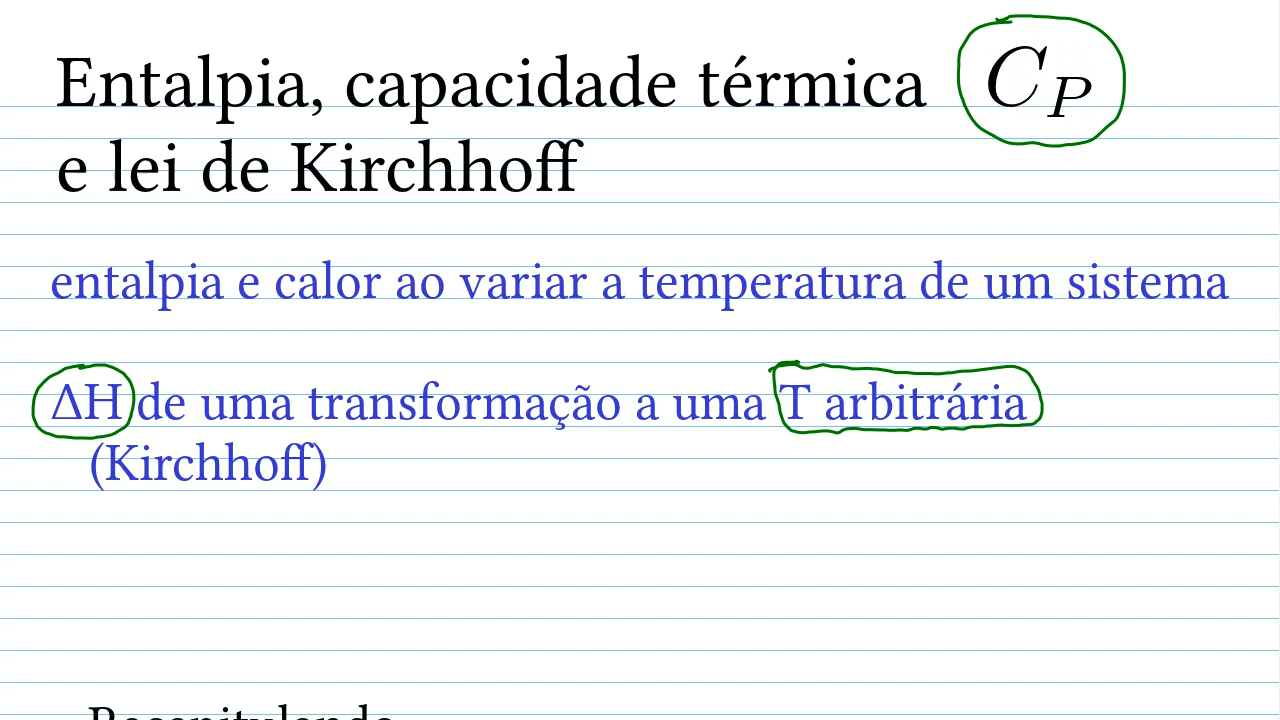 Entalpia, capacidade térmica C_P
e lei de Kirchhoff
entalpia e calor ao variar a temperatura de um sistema
ΔH de uma transformação a uma T arbitrária
(Kirchhoff)
Recapitulando